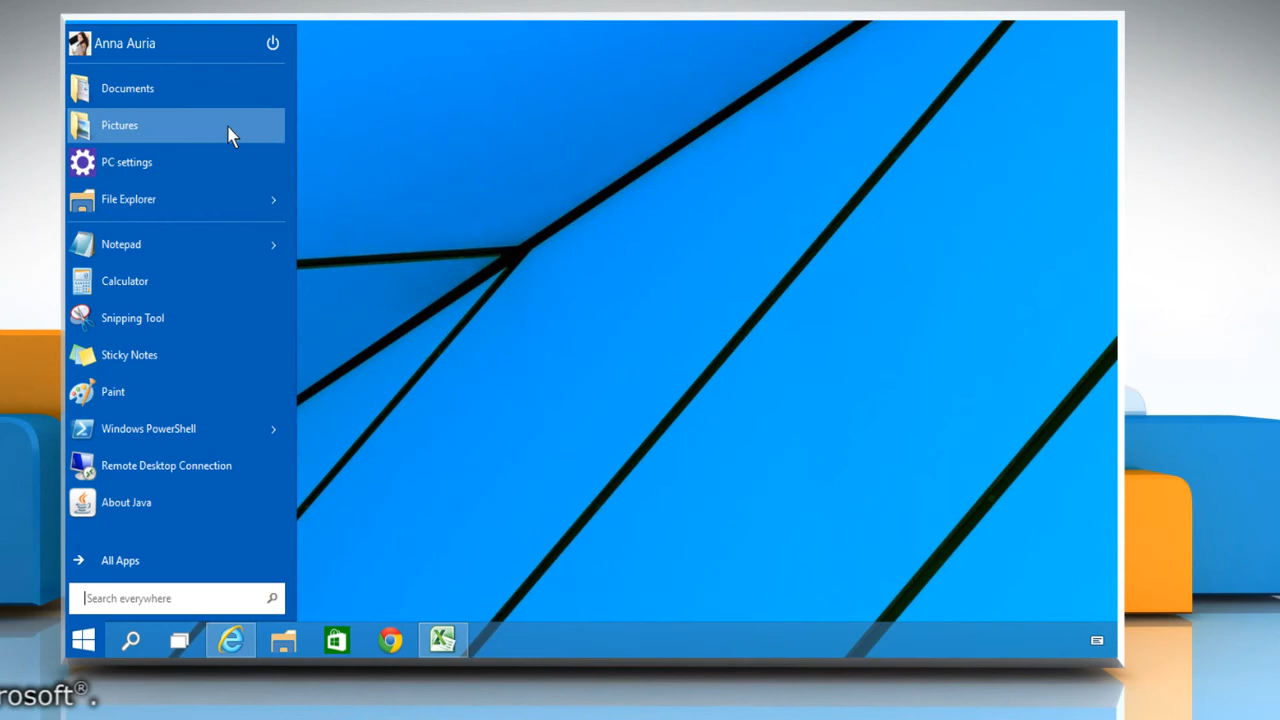 Anna Auria
Documents
Pictures
PC settings
File Explorer
Notepad
Calculator
Snipping Tool
Sticky Notes
Paint
Windows PowerShell
Remote Desktop Connection
About Java
All Apps
Search everywhere
rosoft®.